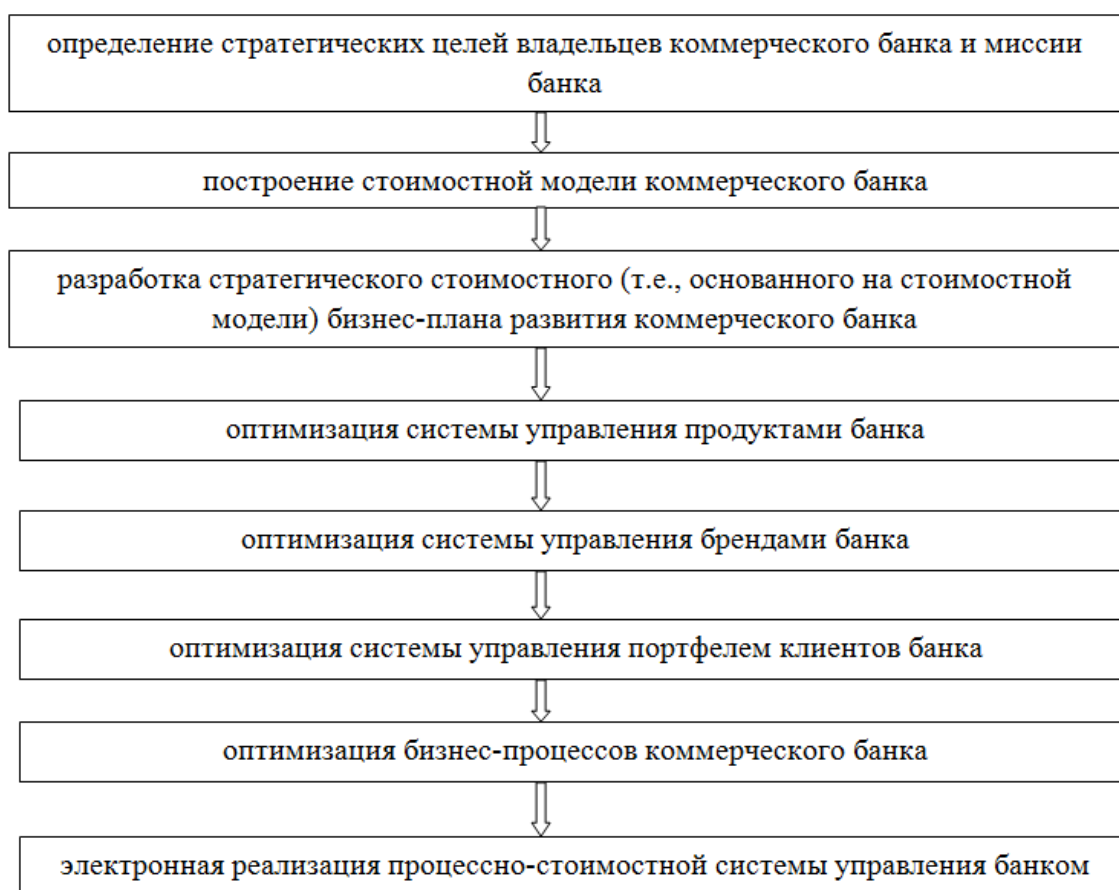 определение стратегических целей владельцев коммерческого банка и миссии
банка
построение стоимостной модели коммерческого банка
разработка стратегического стоимостного (т.е., основанного на стоимостной
модели) бизнес-плана развития коммерческого банка
оптимизация системы управления продуктами банка
оптимизация системы управления брендами банка
оптимизация системы управления портфелем клиентов банка
оптимизация бизнес-процессов коммерческого банка
электронная реализация процессно-стоимостной системы управления банком